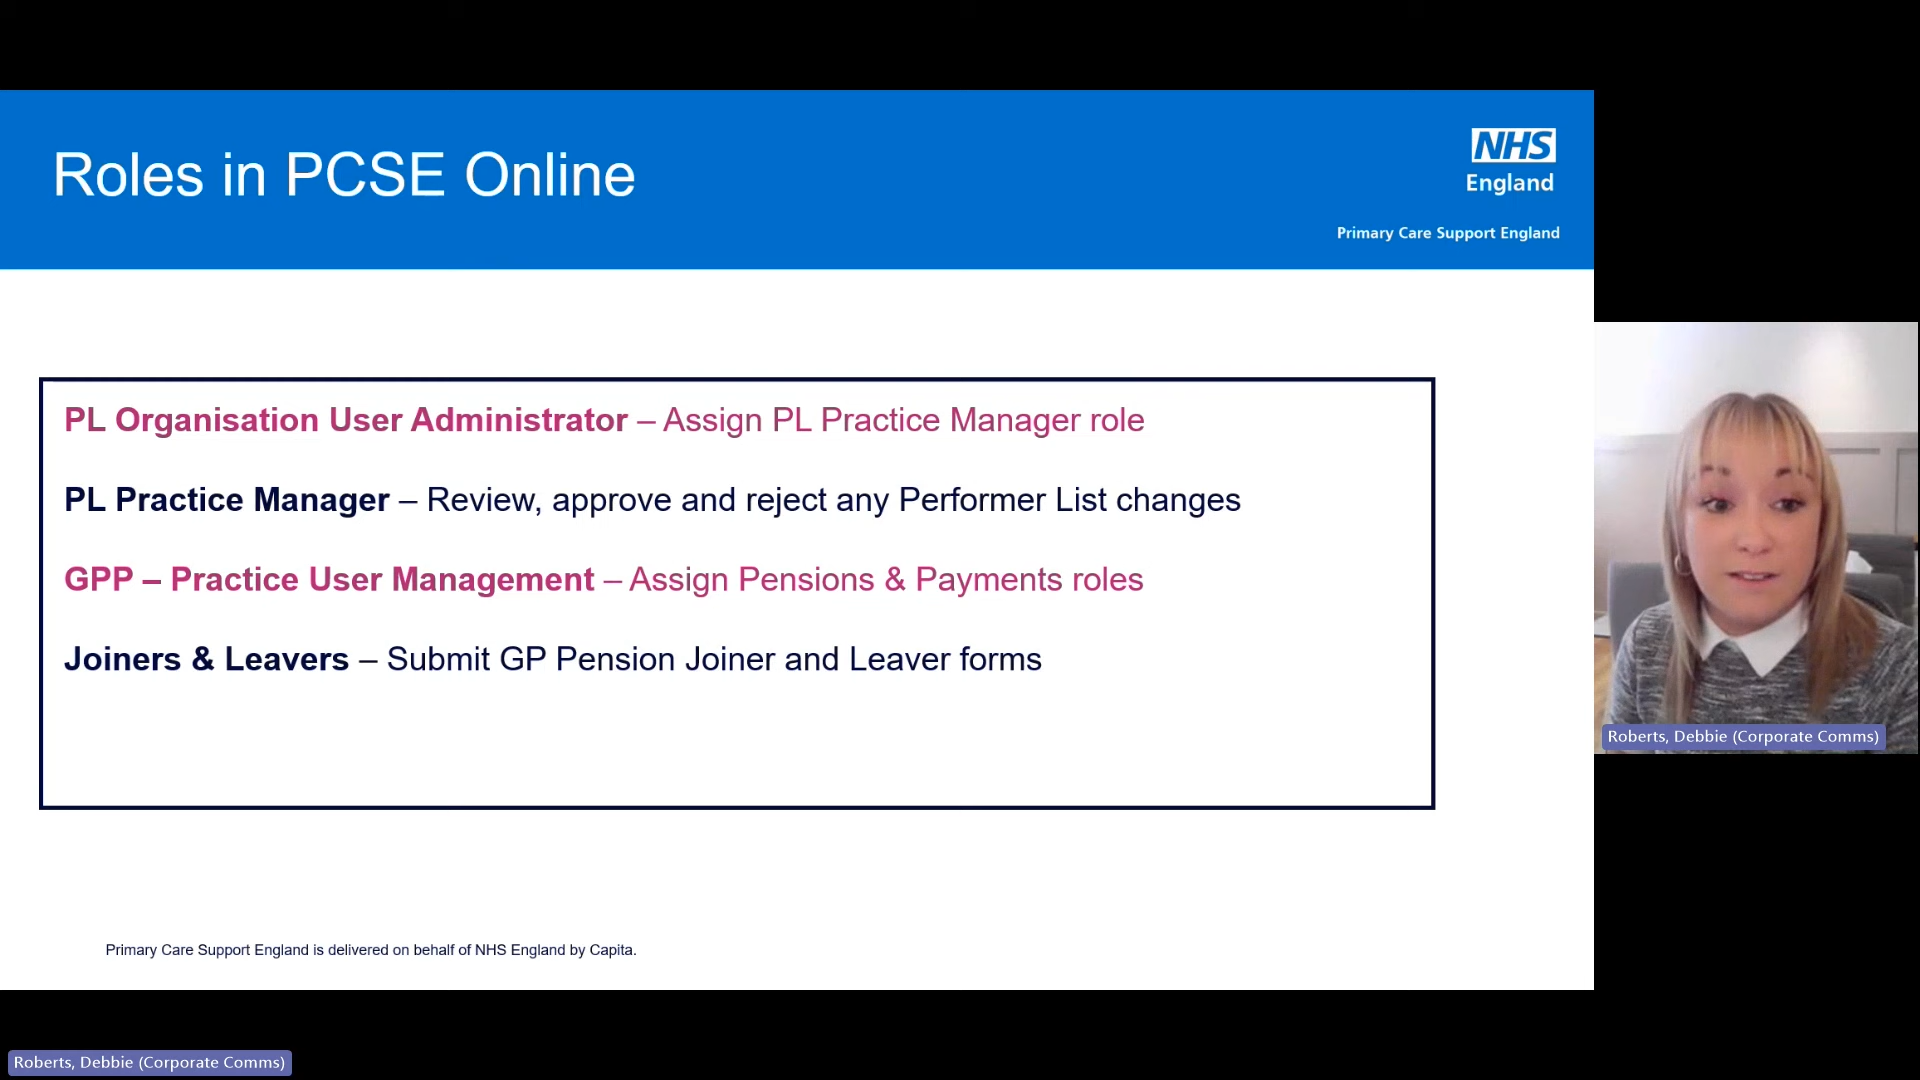 Roles in PCSE Online
NHS
England
Primary Care Support England
PL Organisation User Administrator – Assign PL Practice Manager role
PL Practice Manager – Review, approve and reject any Performer List changes
GPP – Practice User Management – Assign Pensions & Payments roles
Joiners & Leavers – Submit GP Pension Joiner and Leaver forms
Roberts, Debbie (Corporate Comms)
Primary Care Support England is delivered on behalf of NHS England by Capita.
Roberts, Debbie (Corporate Comms)